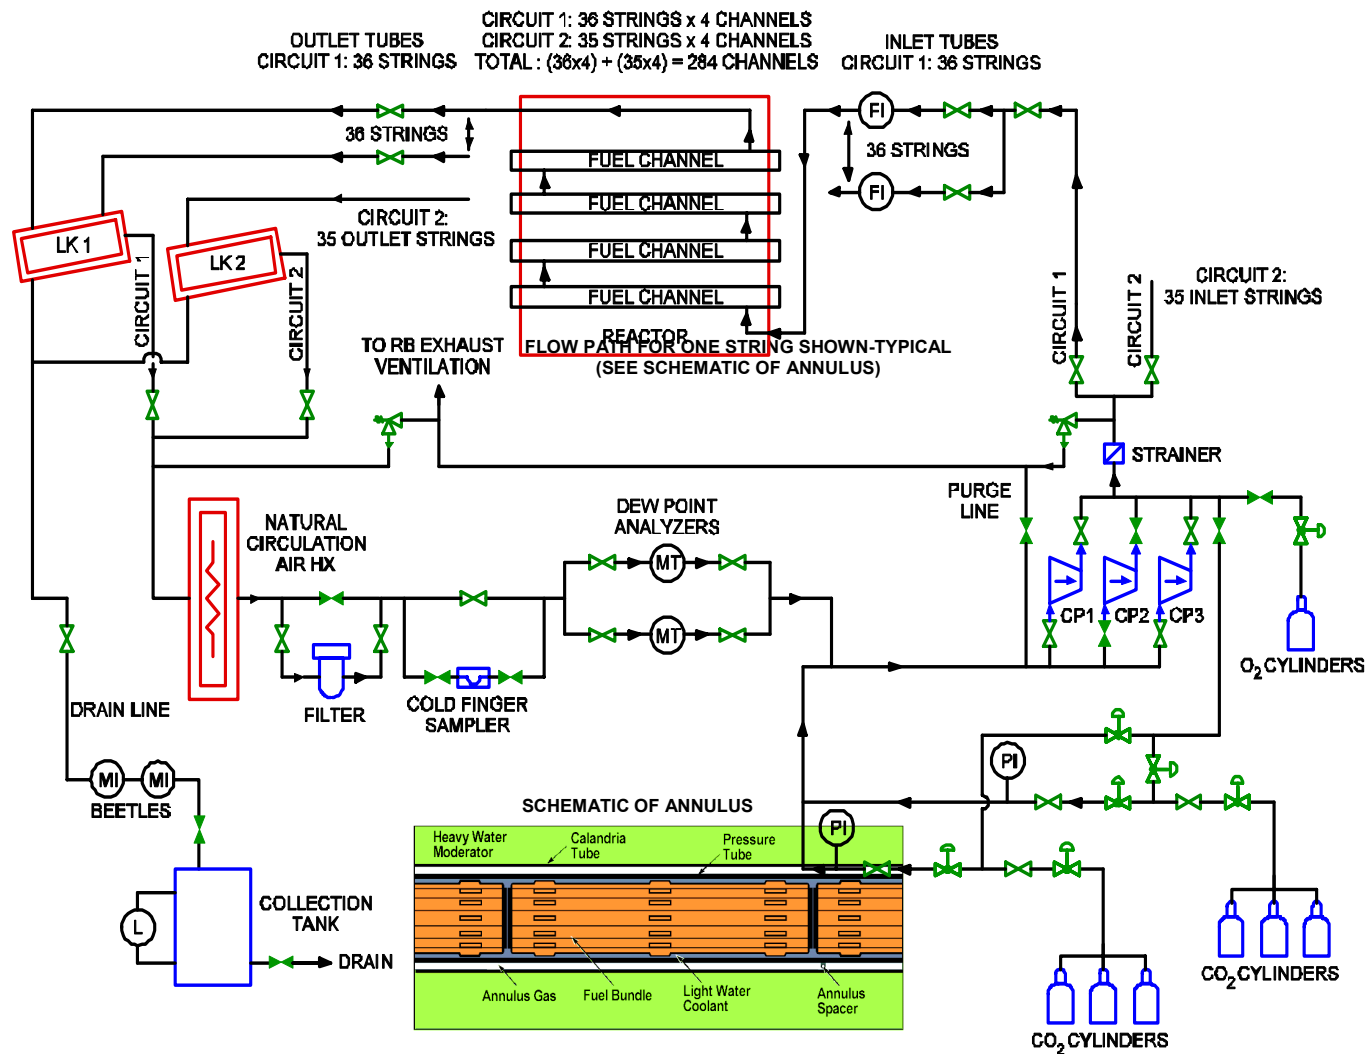 CIRCUIT 1: 36 STRINGS x 4 CHANNELS
CIRCUIT 2: 35 STRINGS x 4 CHANNELS
TOTAL : (36x4) + (35x4) = 284 CHANNELS
OUTLET TUBES
CIRCUIT 1: 36 STRINGS
INLET TUBES
CIRCUIT 1: 36 STRINGS
FI
36 STRINGS
36 STRINGS
FI
FUEL CHANNEL
FUEL CHANNEL
FUEL CHANNEL
FUEL CHANNEL
REACTOR
FLOW PATH FOR ONE STRING SHOWN-TYPICAL
(SEE SCHEMATIC OF ANNULUS)
CIRCUIT 2:
35 OUTLET STRINGS
LK 1
LK 2
CIRCUIT 1
CIRCUIT 2
CIRCUIT 1
CIRCUIT 2
CIRCUIT 2:
35 INLET STRINGS
TO RB EXHAUST
VENTILATION
STRAINER
PURGE
LINE
NATURAL
CIRCULATION
AIR HX
DEW POINT
ANALYZERS
MT
MT
CP1
CP2
CP3
O2 CYLINDERS
FILTER
COLD FINGER
SAMPLER
DRAIN LINE
MI
MI
BEETLES
PI
PI
SCHEMATIC OF ANNULUS
Heavy Water
Moderator
Calandria
Tube
Pressure
Tube
Annulus Gas
Fuel Bundle
Light Water
Coolant
Annulus
Spacer
COLLECTION
TANK
L
DRAIN
CO2 CYLINDERS
CO2 CYLINDERS